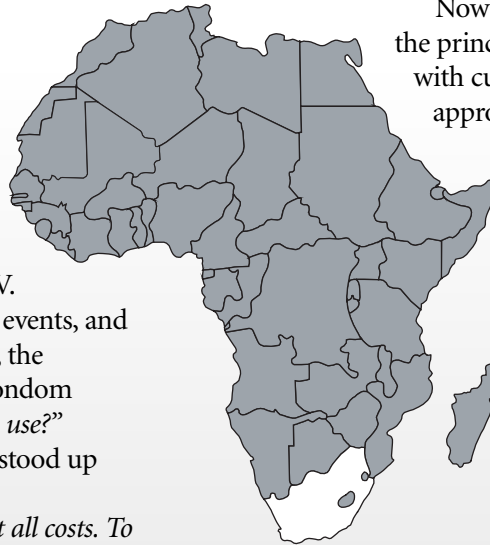 Now
the princ
with cu
appro
V.
events, and
, the
ondom
use?”
stood up
t all costs. To